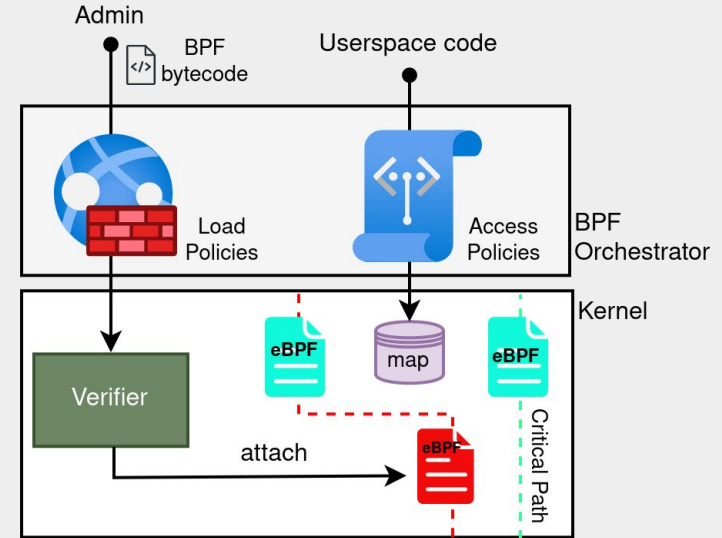 Admin
BPF
bytecode
</>
Userspace code
Load
Policies
Access
Policies
BPF
Orchestrator
Kernel
eBPF
map
eBPF
Verifier
Critical Path
attach
eBPF